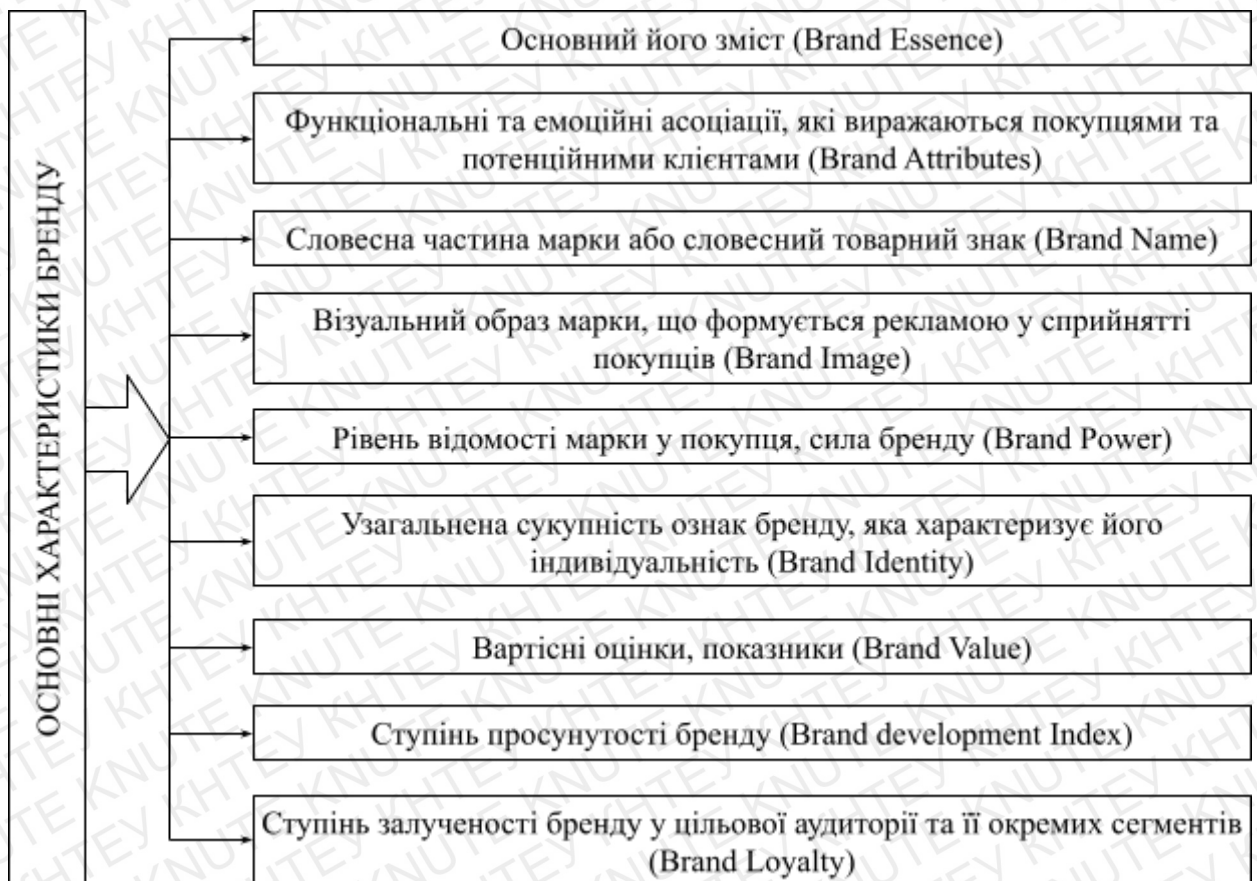 ОСНОВНІ ХАРАКТЕРИСТИКИ БРЕНДУ
Основний його зміст (Brand Essence)
Функціональні та емоційні асоціації, які виражаються покупцями та
потенційними клієнтами (Brand Attributes)
Словесна частина марки або словесний товарний знак (Brand Name)
Візуальний образ марки, що формується рекламою у сприйнятті
покупців (Brand Image)
Рівень відомості марки у покупця, сила бренду (Brand Power)
Узагальнена сукупність ознак бренду, яка характеризує його
індивідуальність (Brand Identity)
Вартісні оцінки, показники (Brand Value)
Ступінь просунутості бренду (Brand development Index)
Ступінь залученості бренду у цільової аудиторії та її окремих сегментів
(Brand Loyalty)